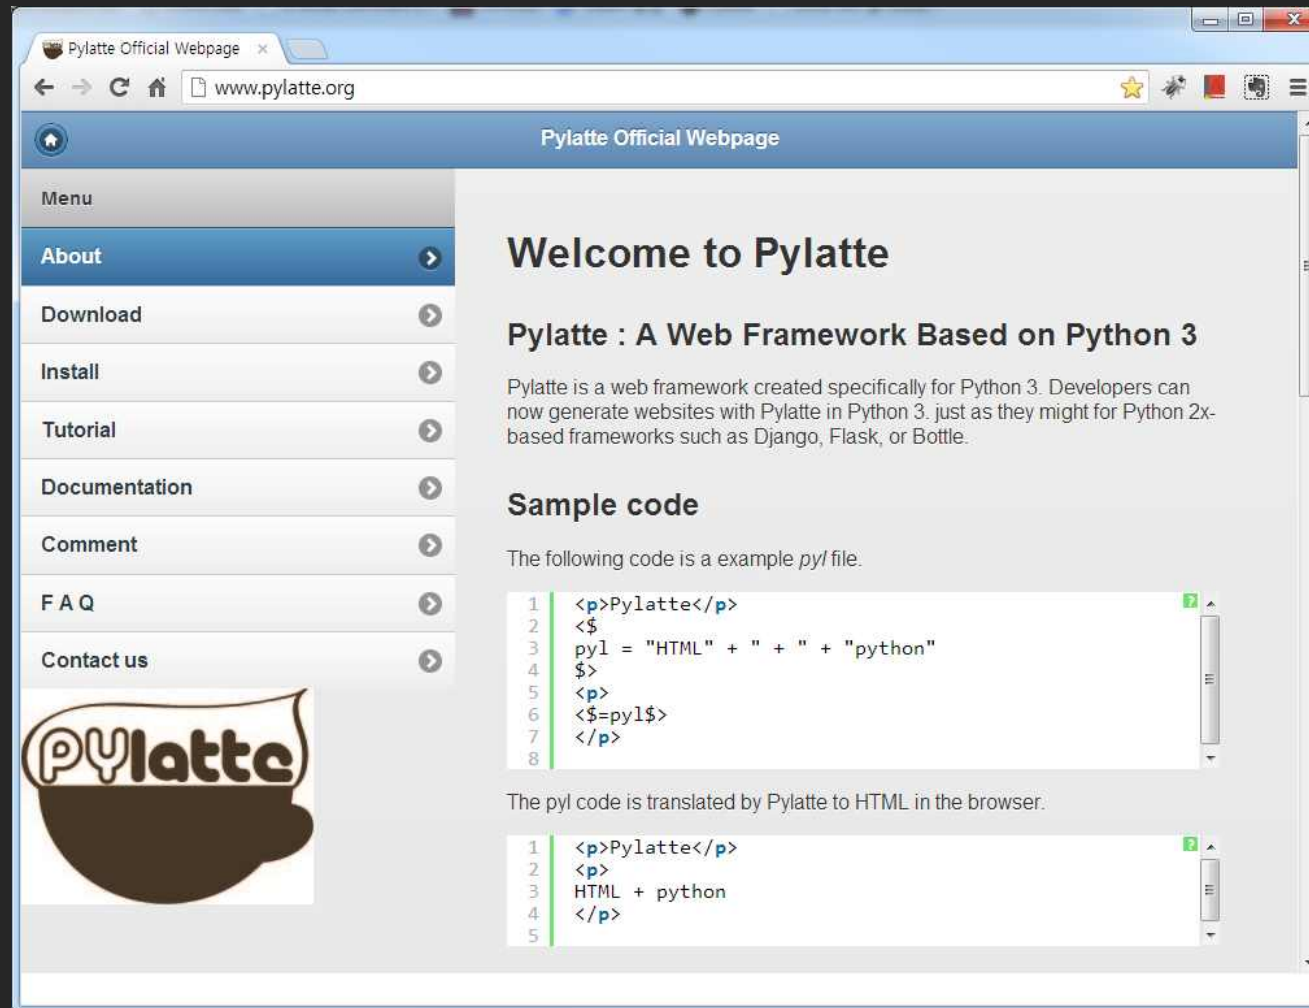 Pylatte Official Webpage
www.pylatte.org
Pylatte Official Webpage
Menu
About
Download
Install
Tutorial
Documentation
Comment
F A Q
Contact us
PYlatte
Welcome to Pylatte
Pylatte : A Web Framework Based on Python 3
Pylatte is a web framework created specifically for Python 3. Developers can
now generate websites with Pylatte in Python 3. just as they might for Python 2x-
based frameworks such as Django, Flask, or Bottle.
Sample code
The following code is a example pyl file.
1 <p>Pylatte</p>
2 <$
3 pyl = "HTML" + " + " + "python"
4 $>
5 <p>
6 <$=pyl$>
7 </p>
8
The pyl code is translated by Pylatte to HTML in the browser.
1 <p>Pylatte</p>
2 <p>
3 HTML + python
4 </p>
5